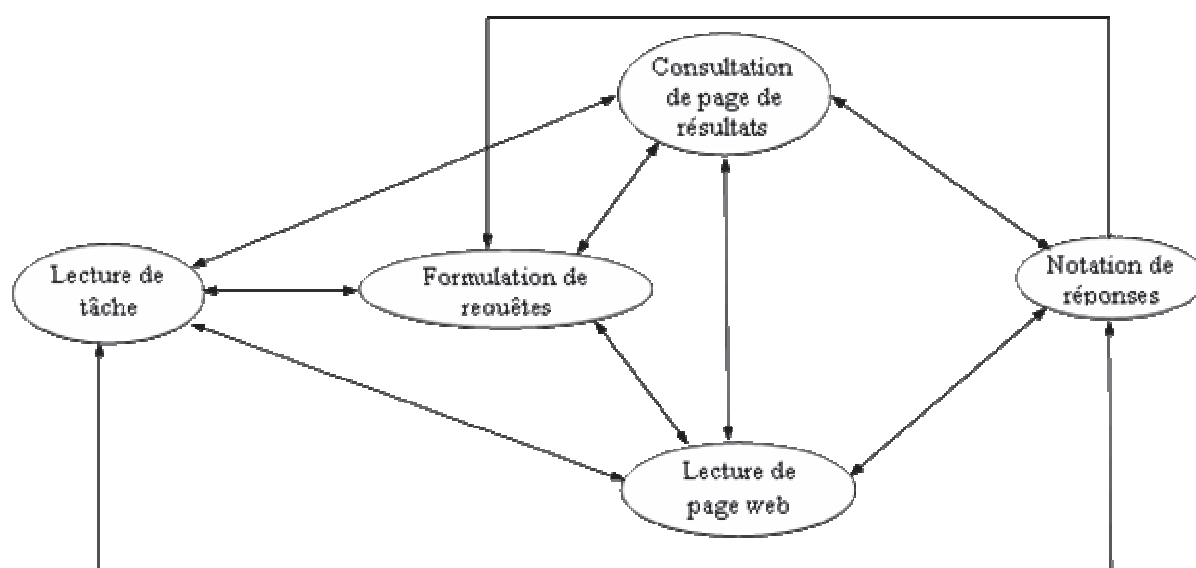 Consultation
de page de
résultats
Lecture de
tâche
Formulation de
requêtes
Notation de
réponses
Lecture de
page web